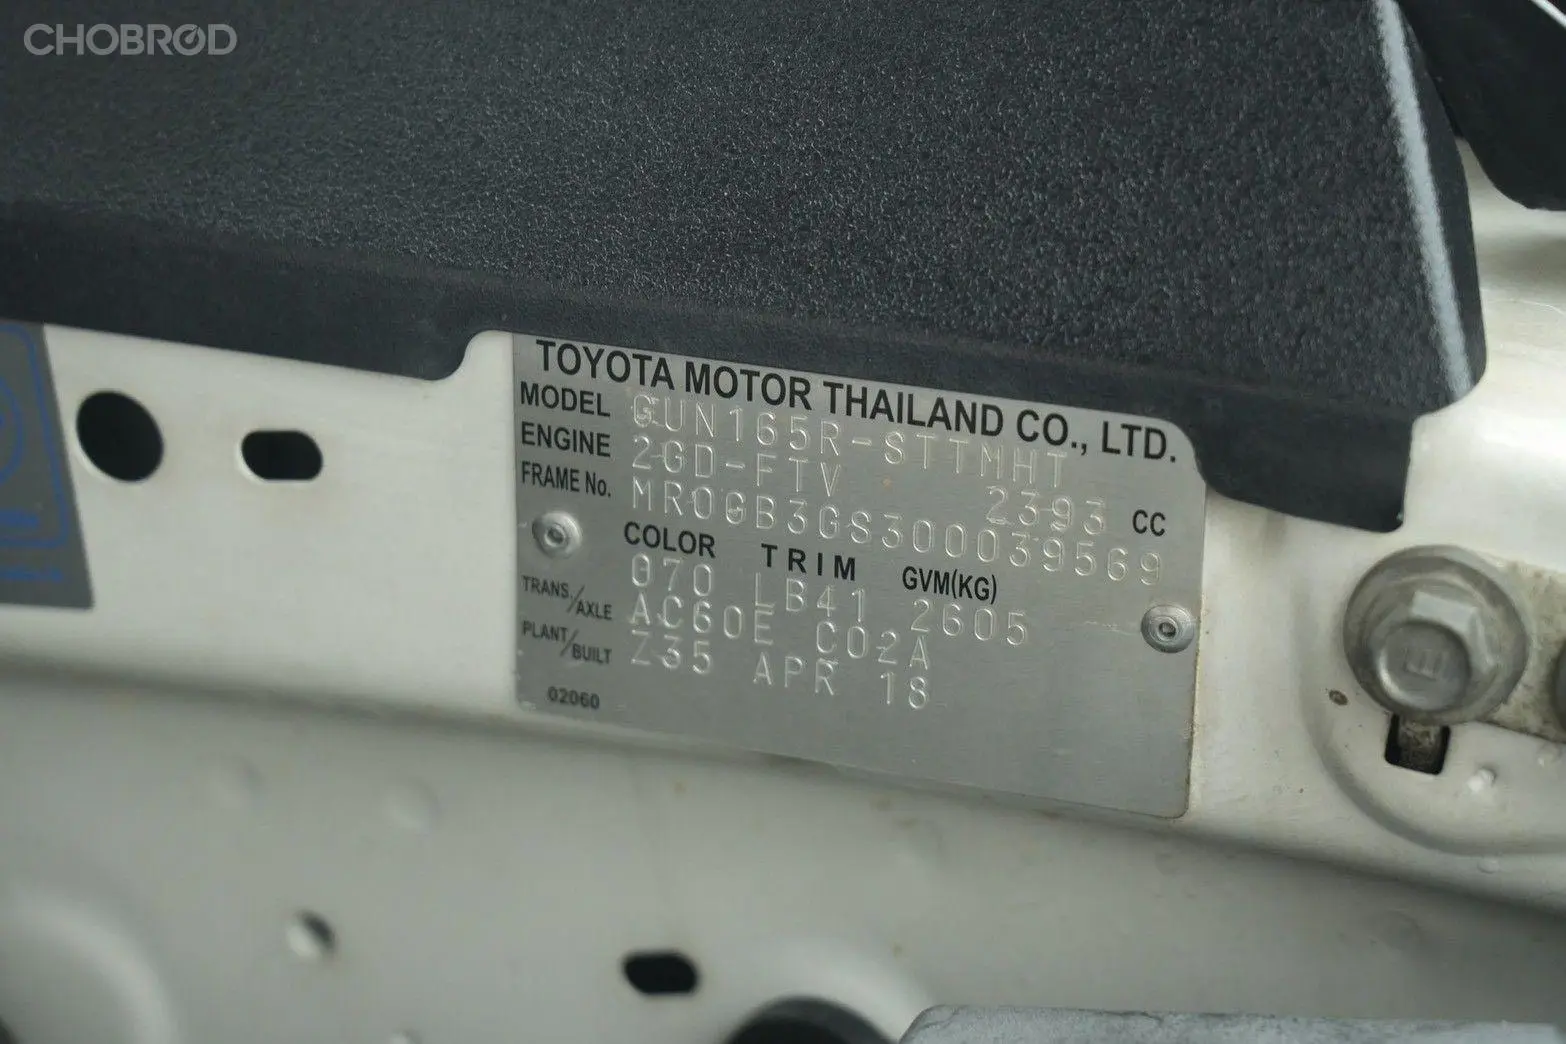 CHOBROD
TOYOTA MOTOR THAILAND CO., LTD.
MODEL GUN165R-STTMHT
ENGINE 2GD-FTV 2393 CC
FRAME No. MR0GB3GS300039569
COLOR TRIM GVM(KG)
070 LB41 2605
TRANS./AXLE AC60E C02A
PLANT/BUILT Z35 APR 18
02060
E